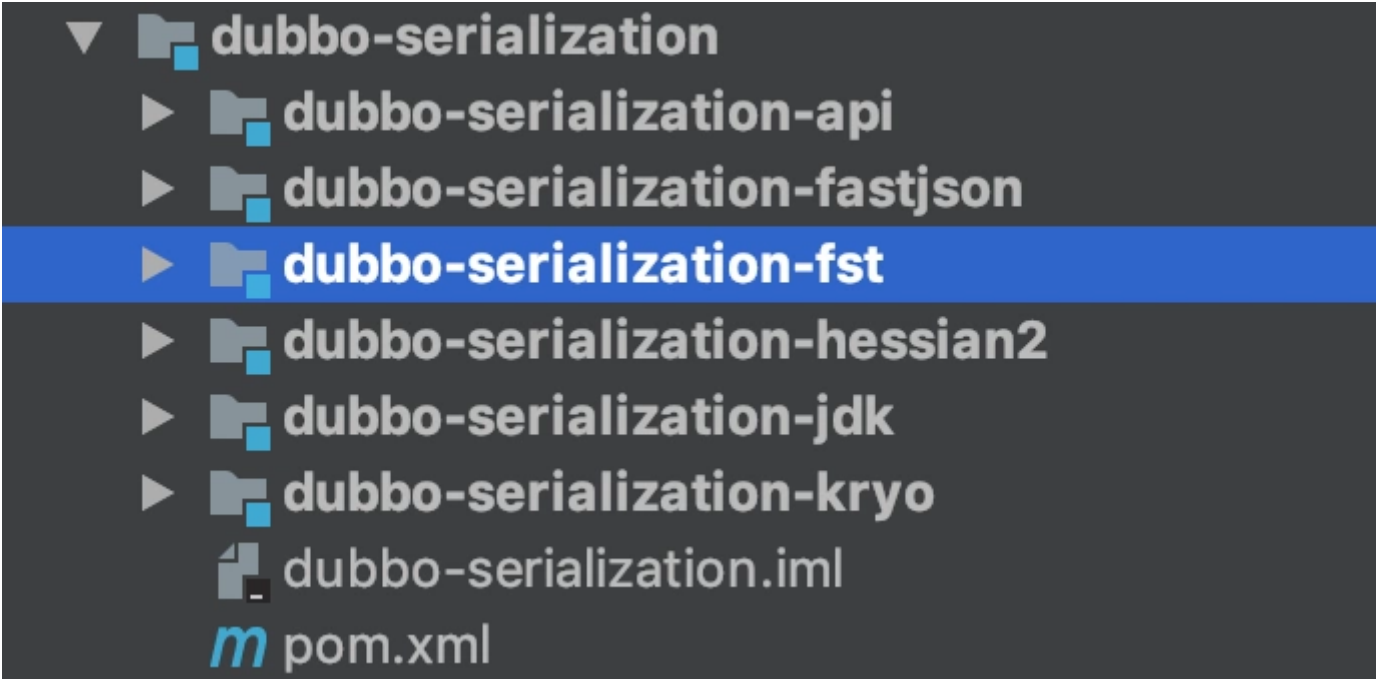 dubbo-serialization
dubbo-serialization-api
dubbo-serialization-fastjson
dubbo-serialization-fst
dubbo-serialization-hessian2
dubbo-serialization-jdk
dubbo-serialization-kryo
dubbo-serialization.iml
pom.xml